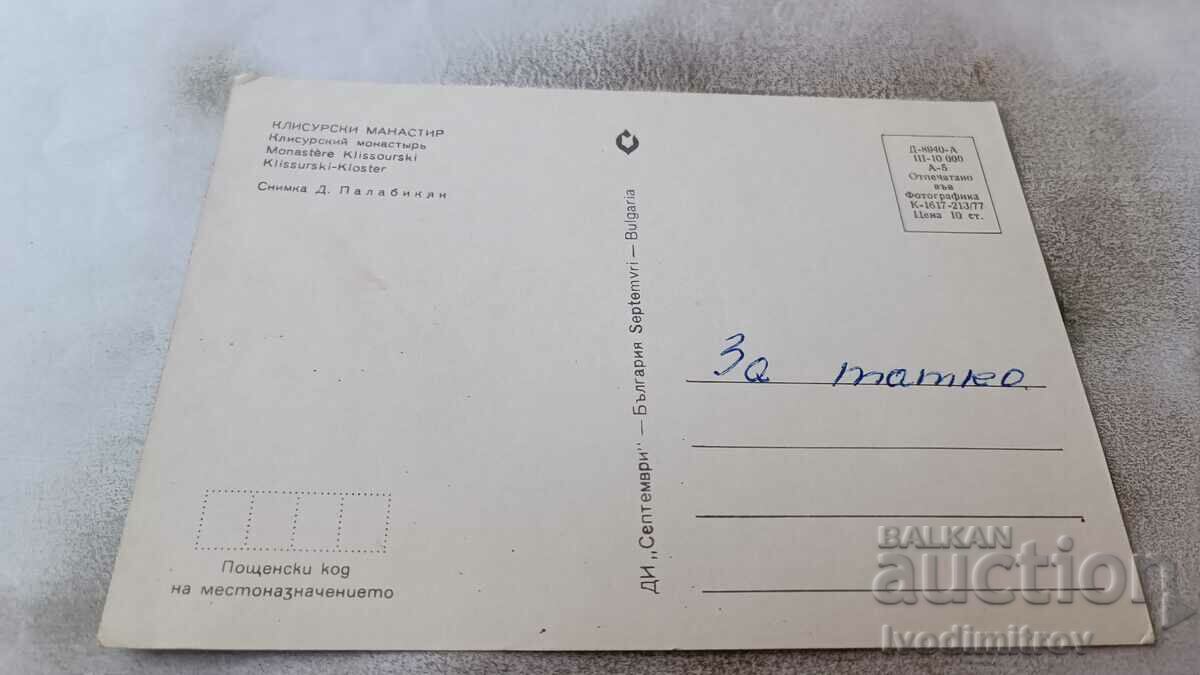 КЛИСУРСКИ МАНАСТИР
Клисурский монастырь
Monastère Klissourski
Klissurski-Kloster
Снимка Д. Палабикян
Пощенски код
на местоназначението
ДИ „Септември" — България Septemvri — Bulgaria
Д-8940-А
III-10 000
А-5
Отпечатано
във
Фотографика
К-1617-213/77
Цена 10 ст.
За татко
BALKAN
auction
Ivodimitrov